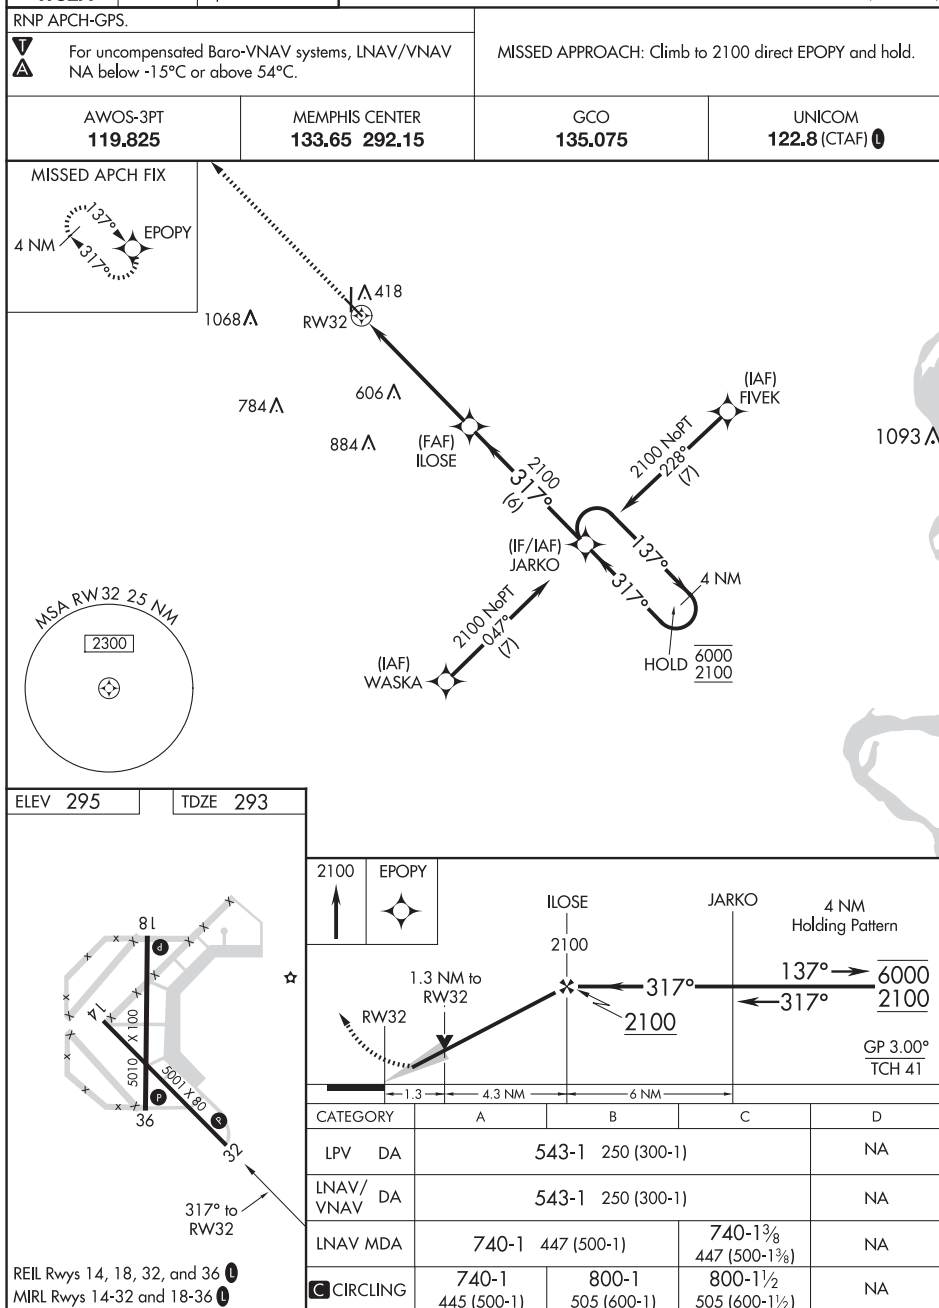 RNP APCH-GPS.
T
A
For uncompensated Baro-VNAV systems, LNAV/VNAV
NA below -15°C or above 54°C.
MISSED APPROACH: Climb to 2100 direct EPOPY and hold.
AWOS-3PT
119.825
MEMPHIS CENTER
133.65 292.15
GCO
135.075
UNICOM
122.8 (CTAF) L
MISSED APCH FIX
137°
EPOPY
4 NM
317°
418
1068
RW32
606
784
884
(FAF)
ILOSE
(IAF)
FIVEK
1093
2100 NoPT
228°
(7)
2100
317°
(6)
(IF/IAF)
JARKO
137°
317°
4 NM
2100 NoPT
047°
(7)
(IAF)
WASKA
HOLD 6000
2100
MSA RW32 25 NM
2300
ELEV 295
TDZE 293
18
P
14
5010 X 100
5001 X 80
P
P
36
32
317° to
RW32
REIL Rwys 14, 18, 32, and 36 L
MIRL Rwys 14-32 and 18-36 L
2100
EPOPY
ILOSE
2100
JARKO
4 NM
Holding Pattern
1.3 NM to
RW32
RW32
317°
2100
137°
317°
6000
2100
GP 3.00°
TCH 41
1.3
4.3 NM
6 NM
CATEGORY A B C D
LPV DA 543-1 250 (300-1) NA
LNAV/
VNAV DA 543-1 250 (300-1) NA
LNAV MDA 740-1 447 (500-1) 740-1⅜
447 (500-1⅜) NA
C CIRCLING 740-1
445 (500-1) 800-1
505 (600-1) 800-1½
505 (600-1½) NA